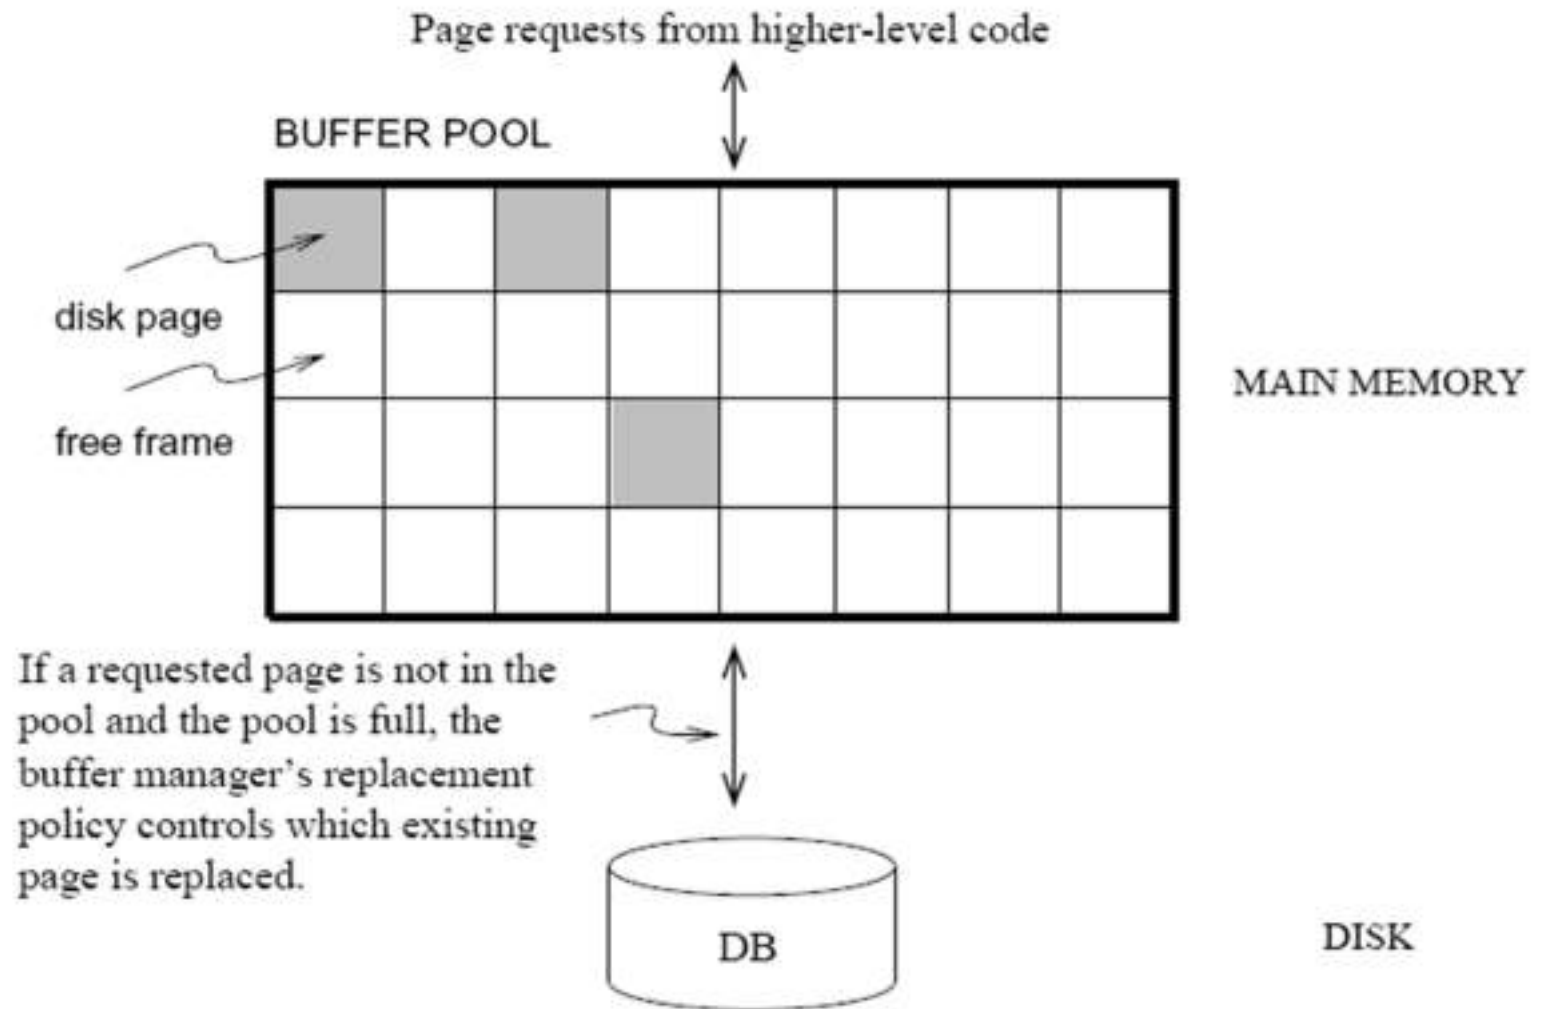 Page requests from higher-level code
BUFFER POOL
disk page
free frame
MAIN MEMORY
If a requested page is not in the
pool and the pool is full, the
buffer manager's replacement
policy controls which existing
page is replaced.
DB
DISK